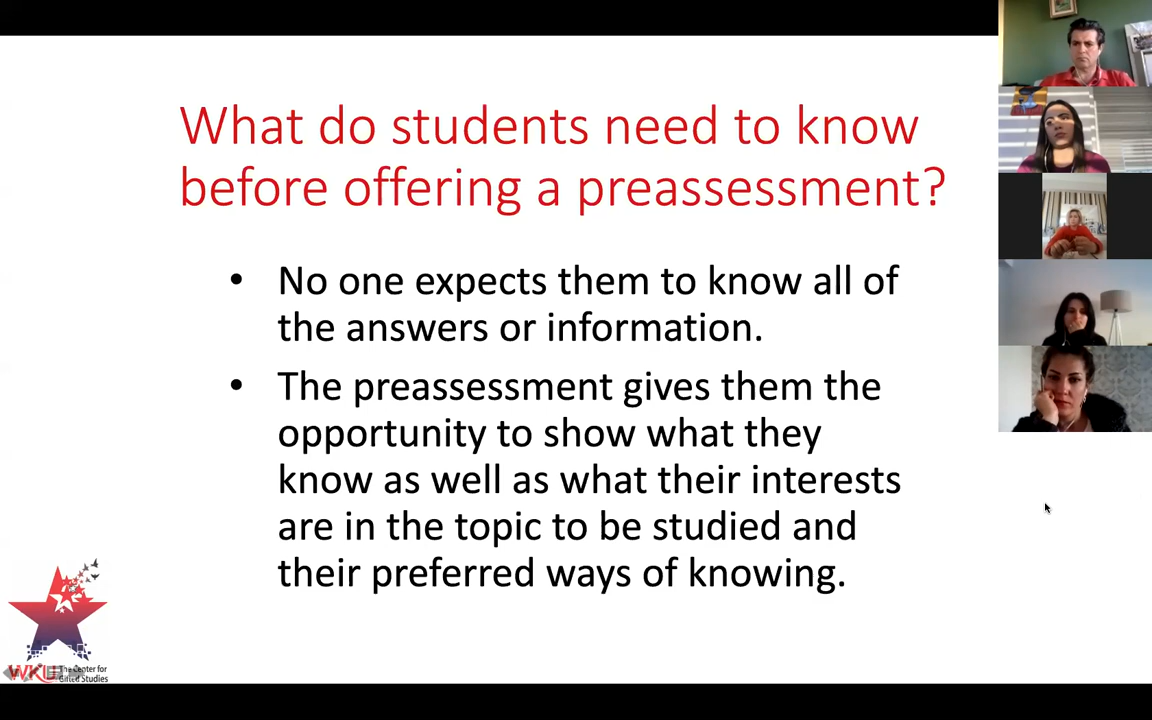 What do students need to know
before offering a preassessment?
• No one expects them to know all of
the answers or information.
• The preassessment gives them the
opportunity to show what they
know as well as what their interests
are in the topic to be studied and
their preferred ways of knowing.
WKU The Center for
Gifted Studies